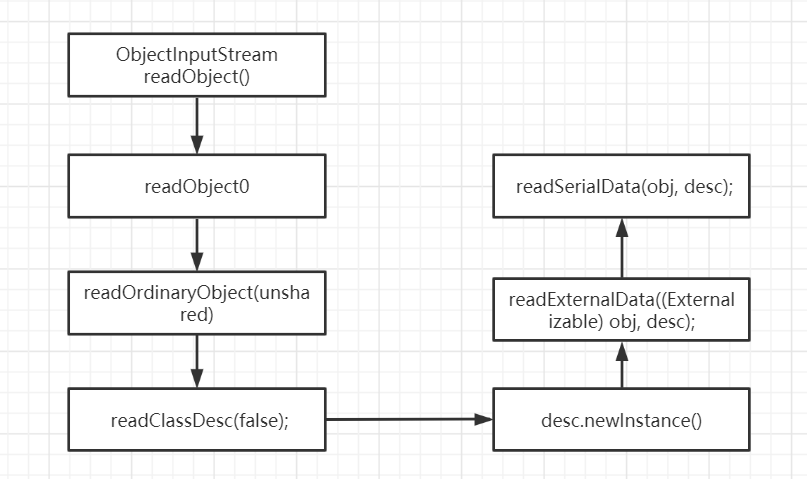 ObjectInputStream
readObject()
readObject0
readOrdinaryObject(unsha
red)
readClassDesc(false);
desc.newInstance()
readExternalData((External
izable) obj, desc);
readSerialData(obj, desc);